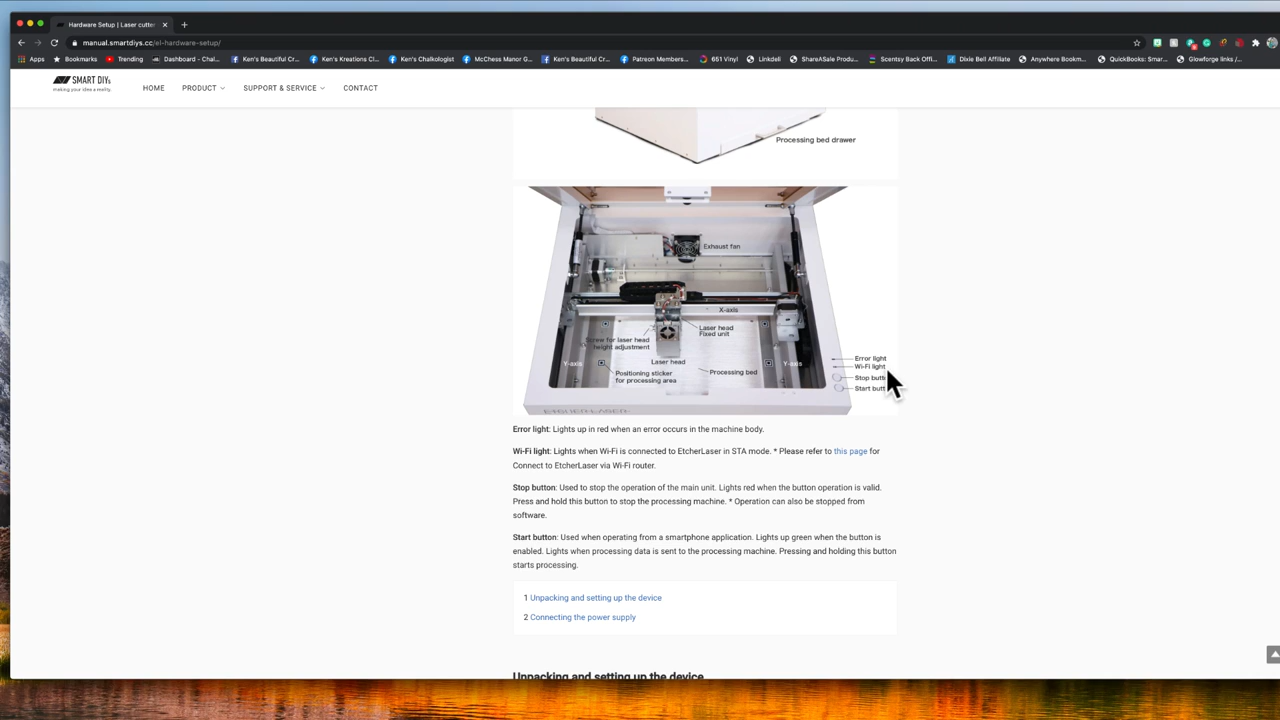 Hardware Setup | Laser cutter
manual.smartdiys.cc/el-hardware-setup/
Apps Bookmarks Trending Dashboard - Chal... Ken's Beautiful Cr... Ken's Kreations Cl... Ken's Chalkologist McChess Manor G... Ken's Beautiful Cr... Patreon Members... 651 Vinyl Linkdeli ShareASale Produ... Scentsy Back Offi... Dixie Bell Affiliate Anywhere Bookm... QuickBooks: Smar... Glowforge links /...
SMART DIYs
making your idea a reality.
HOME PRODUCT SUPPORT & SERVICE CONTACT
Processing bed drawer
Exhaust fan
X-axis
Laser head
Fixed unit
Screw for laser head
height adjustment
Laser head
Y-axis
Y-axis
Processing bed
Positioning sticker
for processing area
Error light
Wi-Fi light
Stop butt
Start butt
ETCHER LASER
Error light: Lights up in red when an error occurs in the machine body.
Wi-Fi light: Lights when Wi-Fi is connected to EtcherLaser in STA mode. * Please refer to this page for
Connect to EtcherLaser via Wi-Fi router.
Stop button: Used to stop the operation of the main unit. Lights red when the button operation is valid.
Press and hold this button to stop the processing machine. * Operation can also be stopped from
software.
Start button: Used when operating from a smartphone application. Lights up green when the button is
enabled. Lights when processing data is sent to the processing machine. Pressing and holding this button
starts processing.
1 Unpacking and setting up the device
2 Connecting the power supply
Unpacking and setting up the device